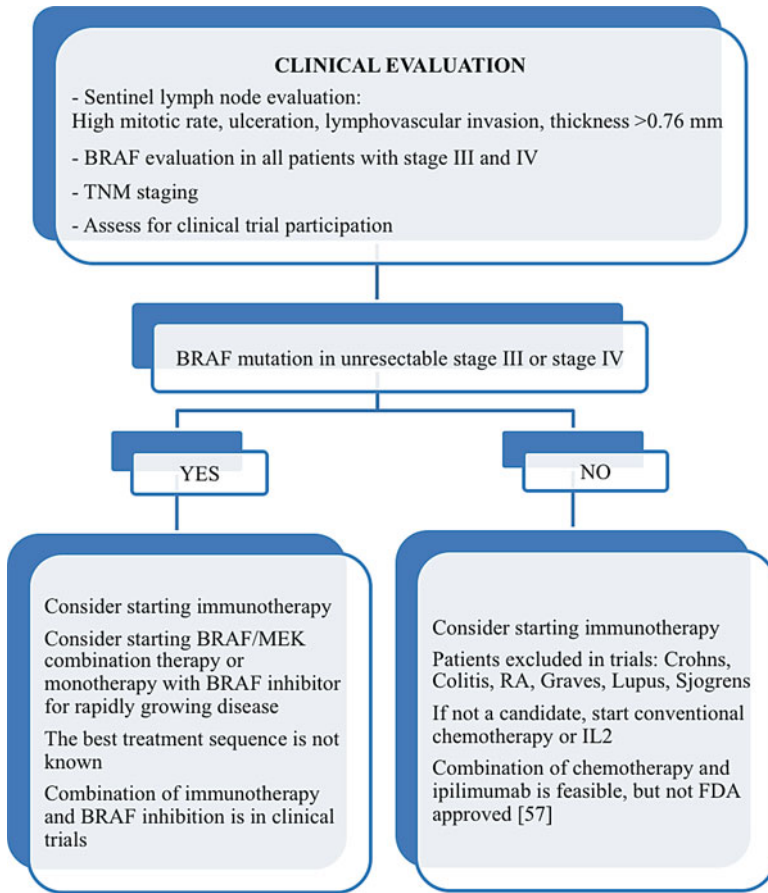 CLINICAL EVALUATION
- Sentinel lymph node evaluation:
High mitotic rate, ulceration, lymphovascular invasion, thickness >0.76 mm
- BRAF evaluation in all patients with stage III and IV
- TNM staging
- Assess for clinical trial participation
BRAF mutation in unresectable stage III or stage IV
YES
NO
Consider starting immunotherapy
Consider starting BRAF/MEK
combination therapy or
monotherapy with BRAF inhibitor
for rapidly growing disease
The best treatment sequence is not
known
Combination of immunotherapy
and BRAF inhibition is in clinical
trials
Consider starting immunotherapy
Patients excluded in trials: Crohns,
Colitis, RA, Graves, Lupus, Sjogrens
If not a candidate, start conventional
chemotherapy or IL2
Combination of chemotherapy and
ipilimumab is feasible, but not FDA
approved [57]